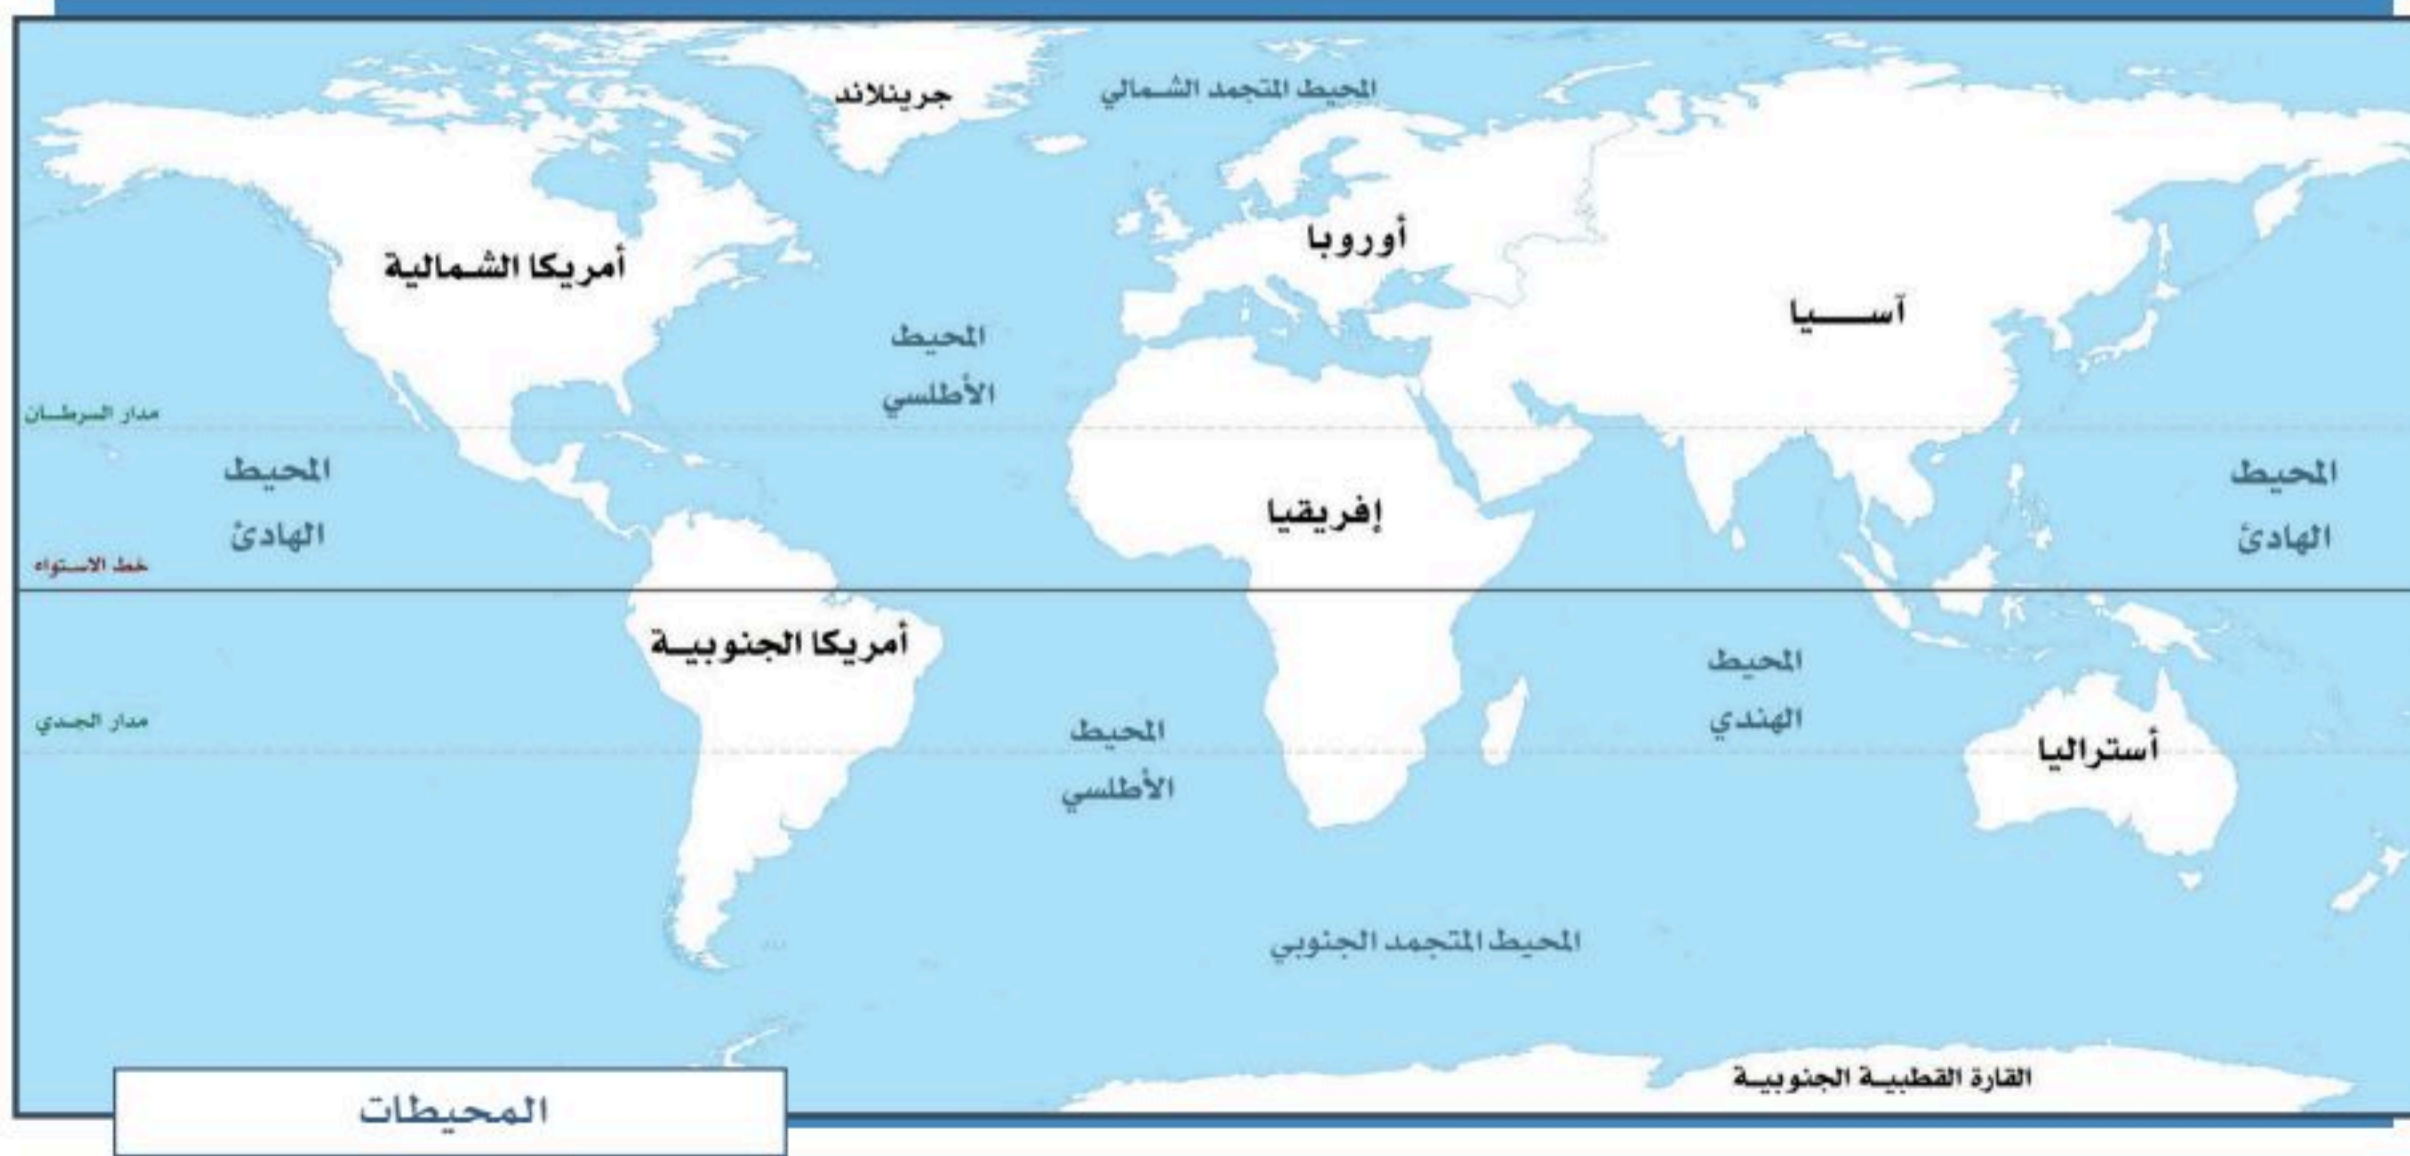 المحيط المتجمد الشمالي
جرينلاند
أوروبا
أمريكا الشمالية
آسيا
المحيط
الأطلسي
مدار السرطان
المحيط
الهادئ
المحيط
الهادئ
إفريقيا
خط الاستواء
أمريكا الجنوبية
المحيط
الهندي
مدار الجدي
المحيط
الأطلسي
أستراليا
المحيط المتجمد الجنوبي
القارة القطبية الجنوبية
المحيطات